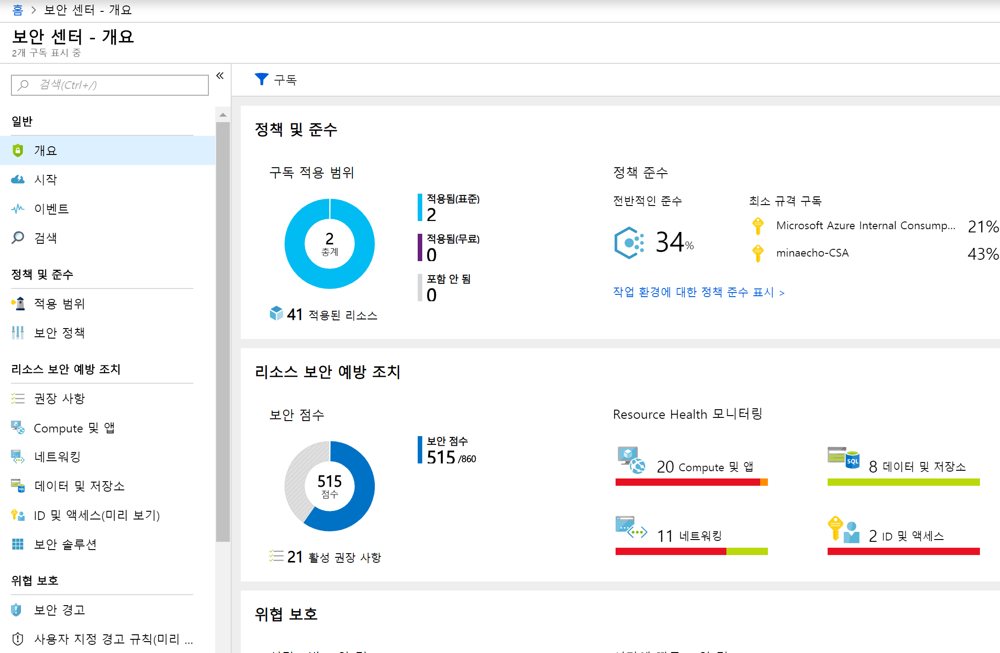 홈 > 보안 센터 - 개요
보안 센터 - 개요
2개 구독 표시 중
검색(Ctrl+/)
«
일반
개요
시작
이벤트
검색
정책 및 준수
적용 범위
보안 정책
리소스 보안 예방 조치
권장 사항
Compute 및 앱
네트워킹
데이터 및 저장소
ID 및 액세스(미리 보기)
보안 솔루션
위협 보호
보안 경고
사용자 지정 경고 규칙(미리 ...
구독
정책 및 준수
구독 적용 범위
2
총계
적용됨(표준)
2
적용됨(무료)
0
포함 안 됨
0
41 적용된 리소스
정책 준수
전반적인 준수
34%
최소 규격 구독
Microsoft Azure Internal Consump... 21%
minaecho-CSA 43%
작업 환경에 대한 정책 준수 표시 >
리소스 보안 예방 조치
보안 점수
515
점수
보안 점수
515 /860
21 활성 권장 사항
Resource Health 모니터링
20 Compute 및 앱
SQL
8 데이터 및 저장소
11 네트워킹
2 ID 및 액세스
위협 보호